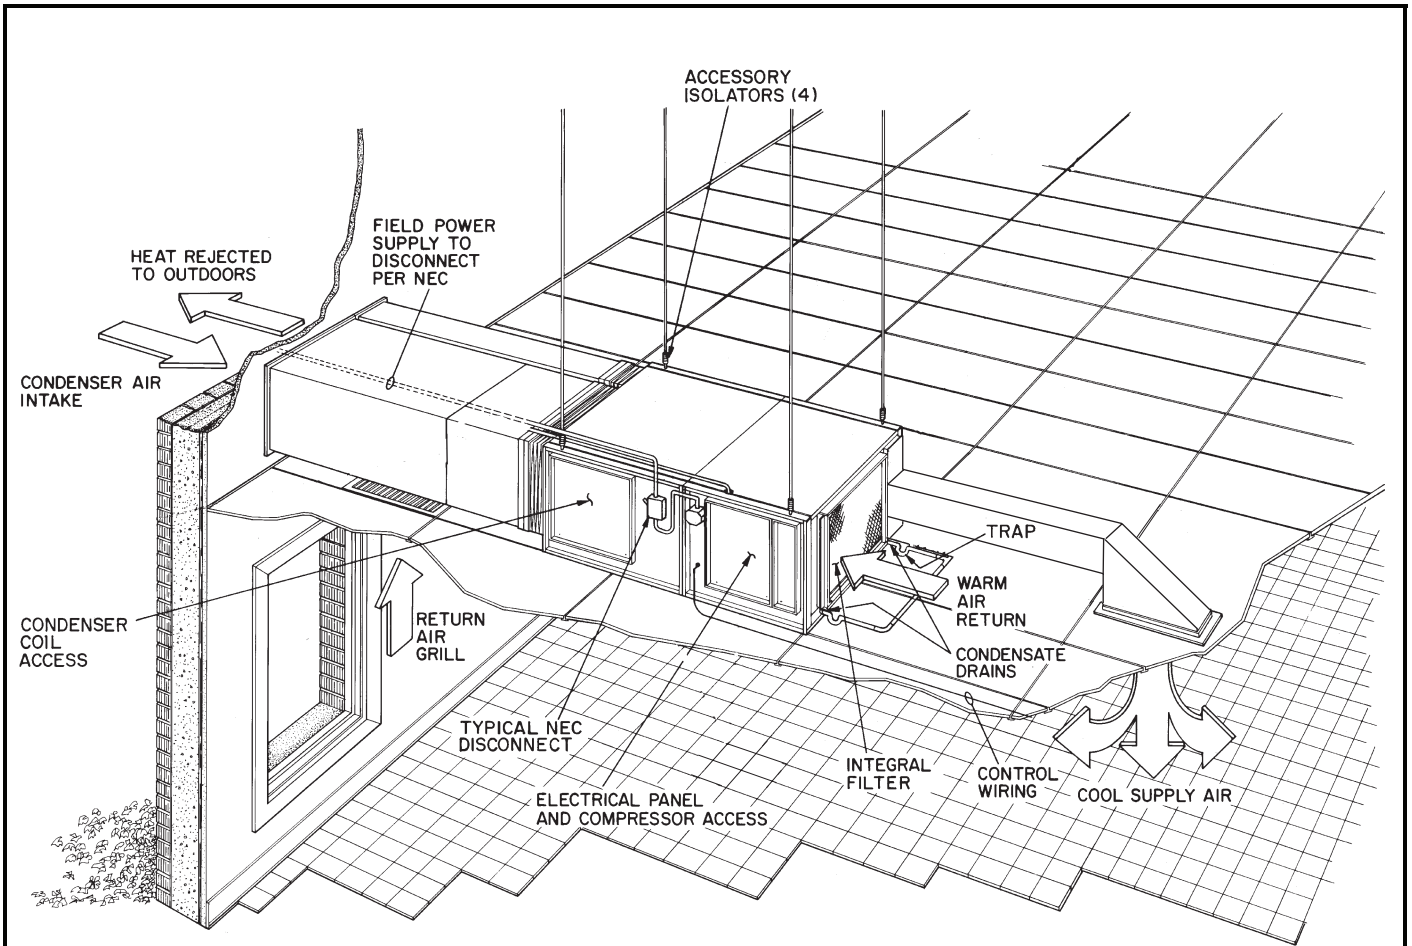 ACCESSORY
ISOLATORS (4)
FIELD POWER
SUPPLY TO
DISCONNECT
PER NEC
HEAT REJECTED
TO OUTDOORS
CONDENSER AIR
INTAKE
TRAP
WARM
AIR
RETURN
CONDENSATE
DRAINS
CONDENSER
COIL
ACCESS
RETURN
AIR
GRILL
TYPICAL NEC
DISCONNECT
INTEGRAL
FILTER
CONTROL
WIRING
COOL SUPPLY AIR
ELECTRICAL PANEL
AND COMPRESSOR ACCESS